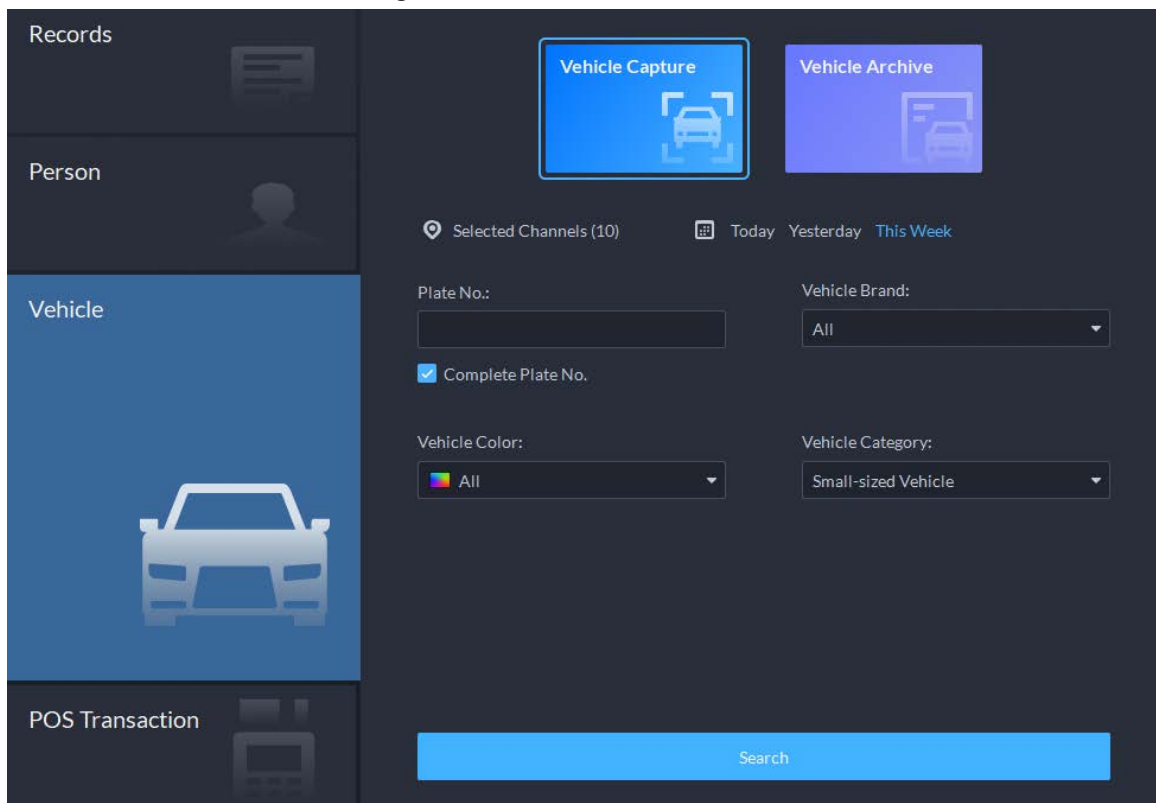 Records
Person
Vehicle
POS Transaction
Vehicle Capture
Vehicle Archive
Selected Channels (10)
Today Yesterday This Week
Plate No.:
Vehicle Brand:
All
Complete Plate No.
Vehicle Color:
Vehicle Category:
All
Small-sized Vehicle
Search